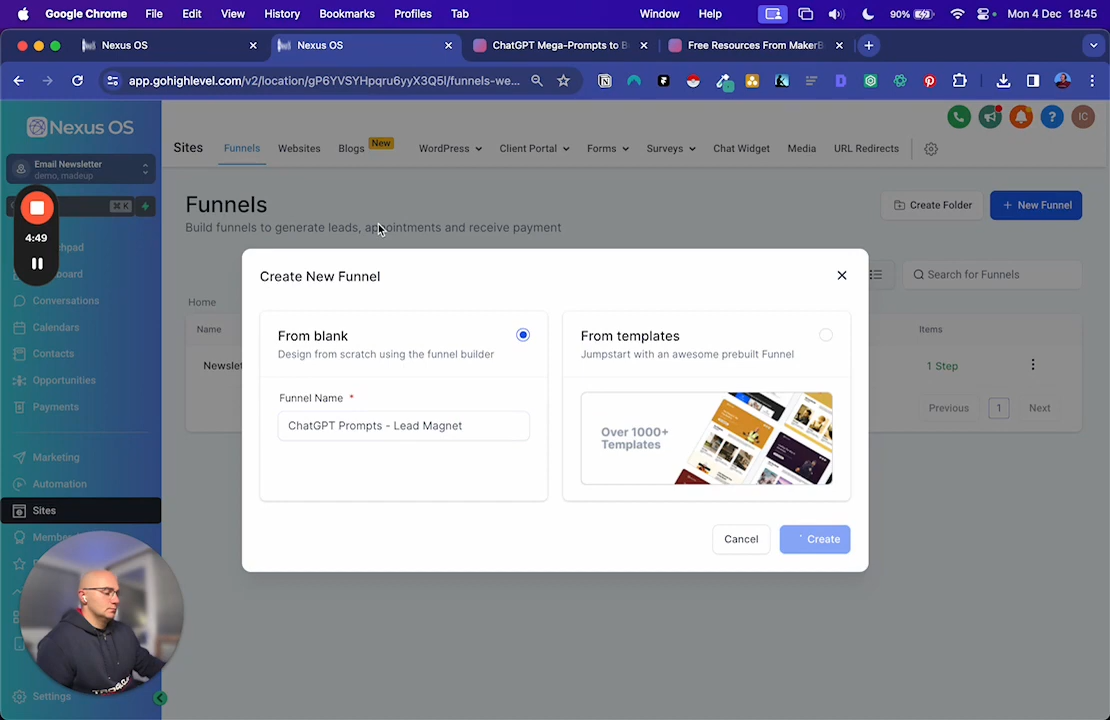 Google Chrome File Edit View History Bookmarks Profiles Tab Window Help 90% Mon 4 Dec 18:45
Nexus OS Nexus OS ChatGPT Mega-Prompts to B Free Resources From MakerB
app.gohighlevel.com/v2/location/gP6YVSYHpqru6yyX3Q5l/funnels-we...
Nexus OS
Email Newsletter
demo, madeup
⌘ K
4:49
Conversations
Calendars
Contacts
Opportunities
Payments
Marketing
Automation
Sites
Settings
Sites Funnels Websites Blogs New WordPress Client Portal Forms Surveys Chat Widget Media URL Redirects
IC
Funnels
Build funnels to generate leads, appointments and receive payment
Create Folder
+ New Funnel
Search for Funnels
Home
Name
Items
Newslet
1 Step
Previous 1 Next
Create New Funnel
From blank
Design from scratch using the funnel builder
Funnel Name *
ChatGPT Prompts - Lead Magnet
From templates
Jumpstart with an awesome prebuilt Funnel
Over 1000+
Templates
Cancel
Create